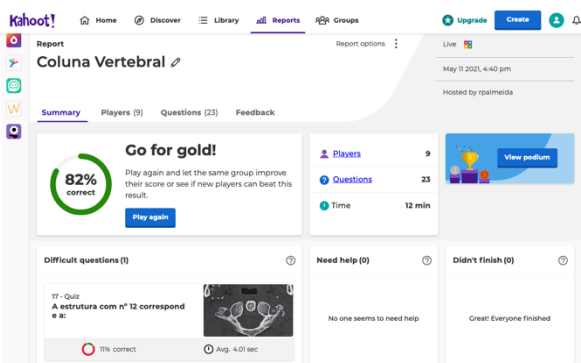 Kahoot! Home Discover Library Reports Groups Upgrade Create
Report
Report options
Live
Coluna Vertebral
May 11 2021, 4:40 pm
Hosted by rpalmeida
Summary Players (9) Questions (23) Feedback
Go for gold!
82%
correct
Play again and let the same group improve
their score or see if new players can beat this
result.
Play again
Players 9
Questions 23
Time 12 min
View podium
Difficult questions (1)
Need help (0)
Didn't finish (0)
17 - Quiz
A estrutura com nº 12 correspond
e a:
11% correct
Avg. 4.01 sec
No one seems to need help
Great! Everyone finished